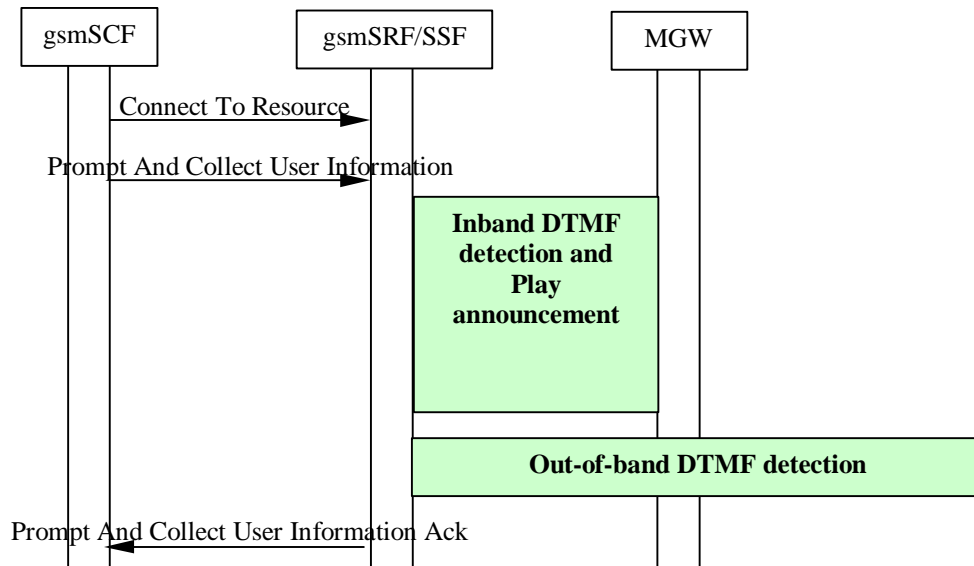 gsmSCF
gsmSRF/SSF
MGW
Connect To Resource
Prompt And Collect User Information
Inband DTMF
detection and
Play
announcement
Out-of-band DTMF detection
Prompt And Collect User Information Ack